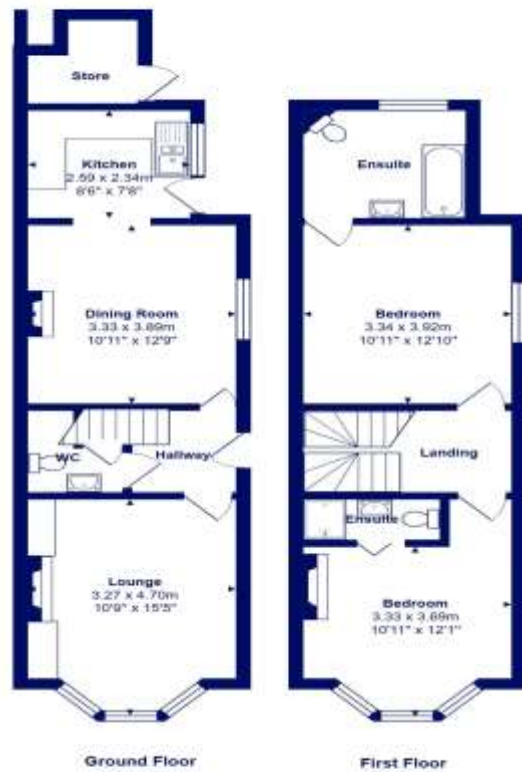 Store
Kitchen
2.59 x 2.34m
8'6" x 7'8"
Dining Room
3.33 x 3.89m
10'11" x 12'9"
WC
Hallway
Lounge
3.27 x 4.70m
10'9" x 15'5"
Ground Floor
Ensuite
Bedroom
3.34 x 3.92m
10'11" x 12'10"
Landing
Ensuite
Bedroom
3.33 x 3.69m
10'11" x 12'1"
First Floor